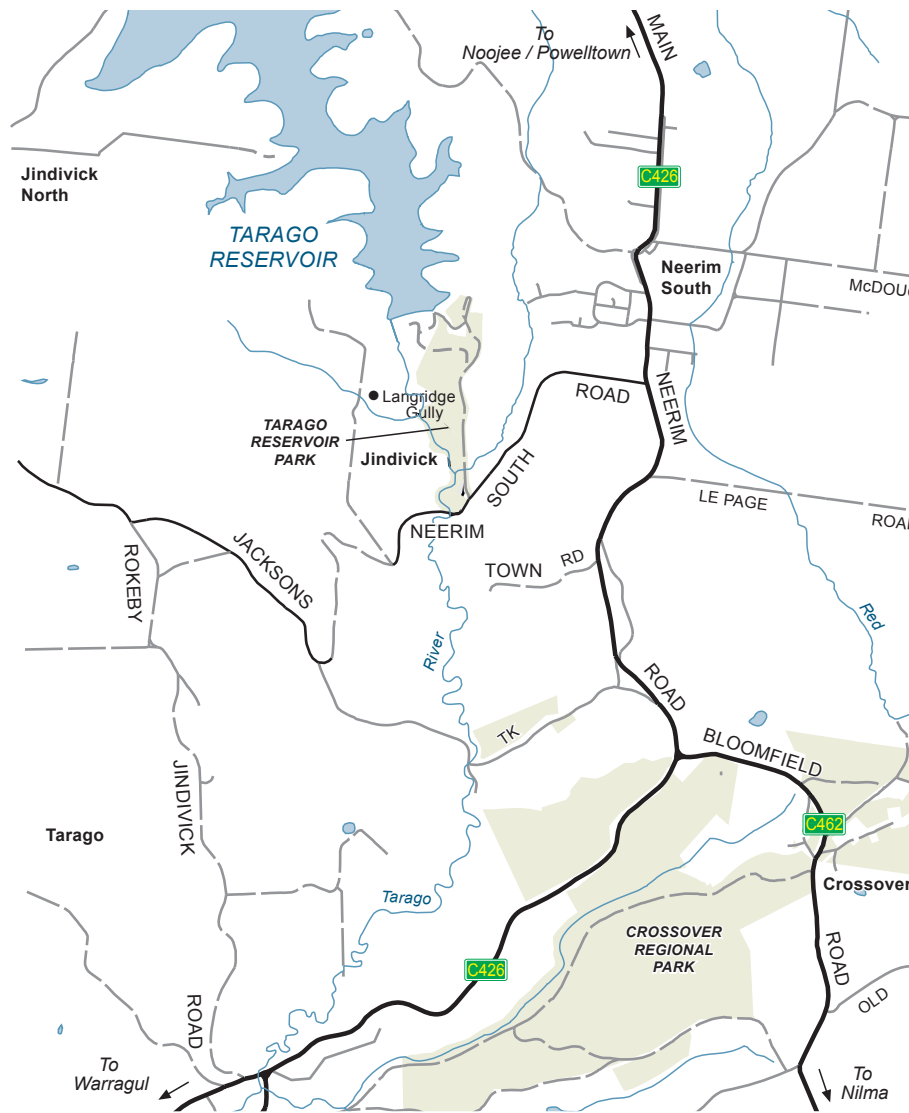 To
Noojee / Powelltown
MAIN
C426
Jindivick
North
TARAGO
RESERVOIR
Neerim
South
McDOUG
ROAD
NEERIM
Langridge
Gully
TARAGO
RESERVOIR
PARK
Jindivick
SOUTH
NEERIM
LE PAGE
ROAD
ROKEBY
JACKSONS
TOWN
RD
River
Red
ROAD
TK
BLOOMFIELD
JINDIVICK
Tarago
C462
Crossover
Tarago
CROSSOVER
REGIONAL
PARK
C426
ROAD
OLD
ROAD
To
Warragul
To
Nilma